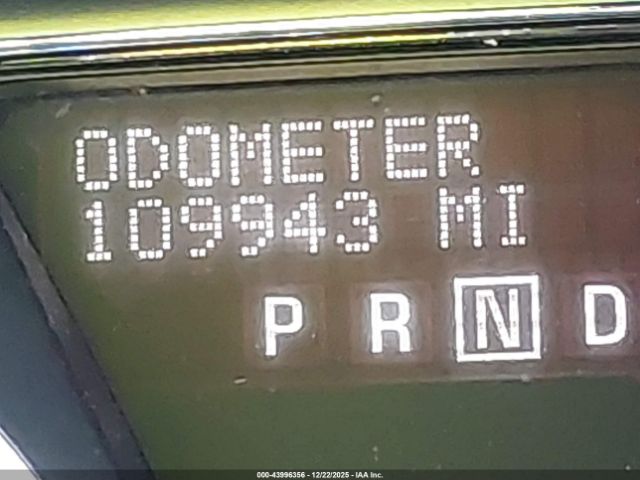 ODOMETER
109943 MI
P R N D
000-43996356 - 12/22/2025 - IAA Inc.